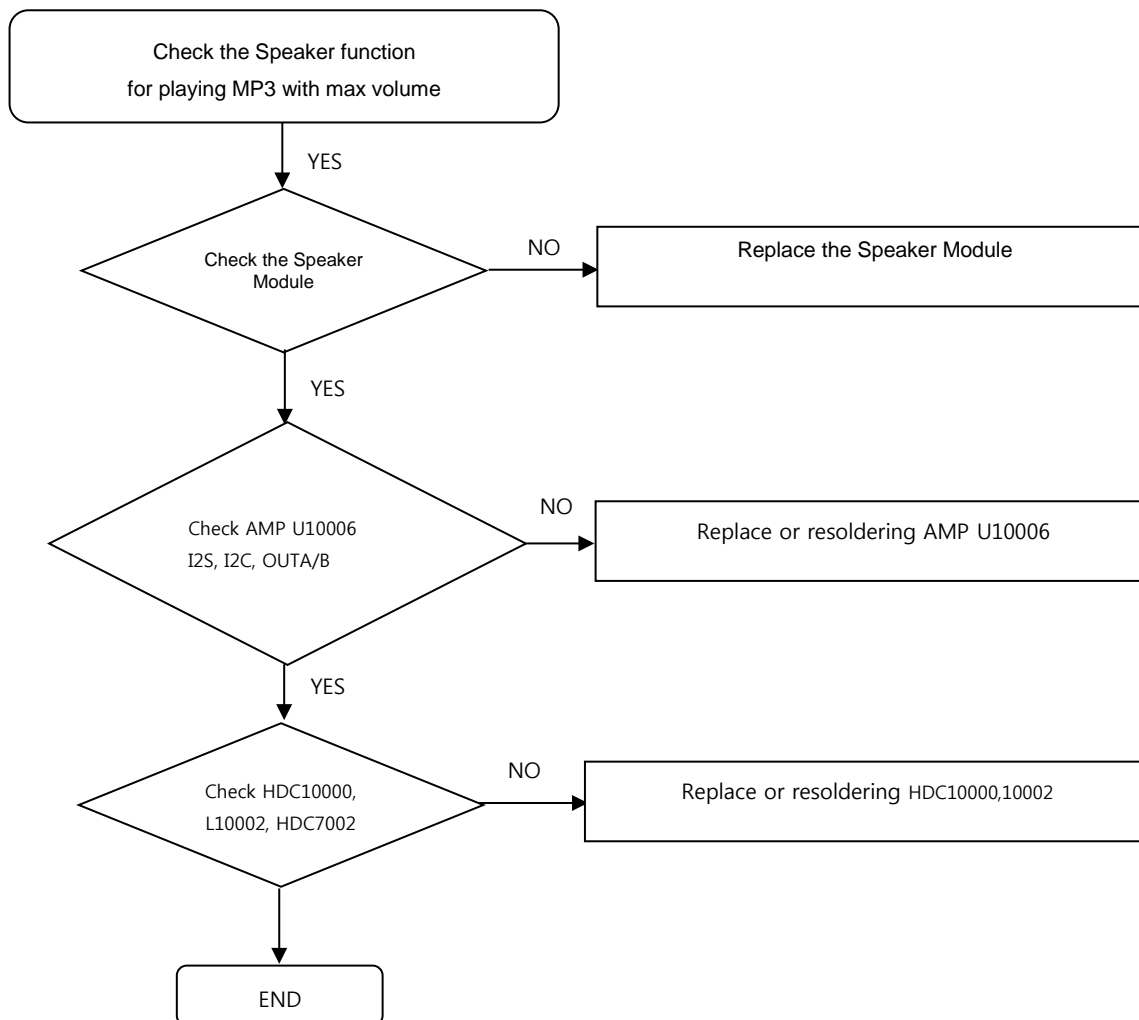 Check the Speaker function
for playing MP3 with max volume
YES
Check the Speaker
Module
NO
Replace the Speaker Module
YES
Check AMP U10006
I2S, I2C, OUTA/B
NO
Replace or resoldering AMP U10006
YES
Check HDC10000,
L10002, HDC7002
NO
Replace or resoldering HDC10000,10002
END